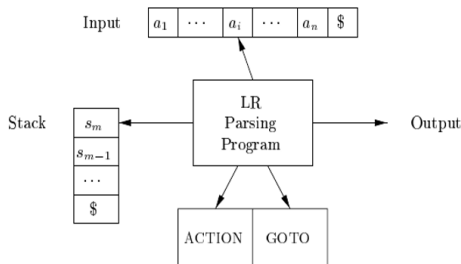 Input a₁ ··· aᵢ ··· aₙ $
LR
Parsing
Program
Stack
sₘ
sₘ₋₁
···
$
Output
ACTION GOTO